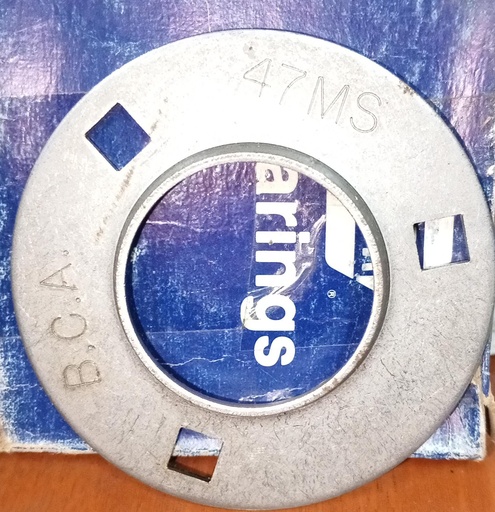 47MS
B.C.A.
arings
®